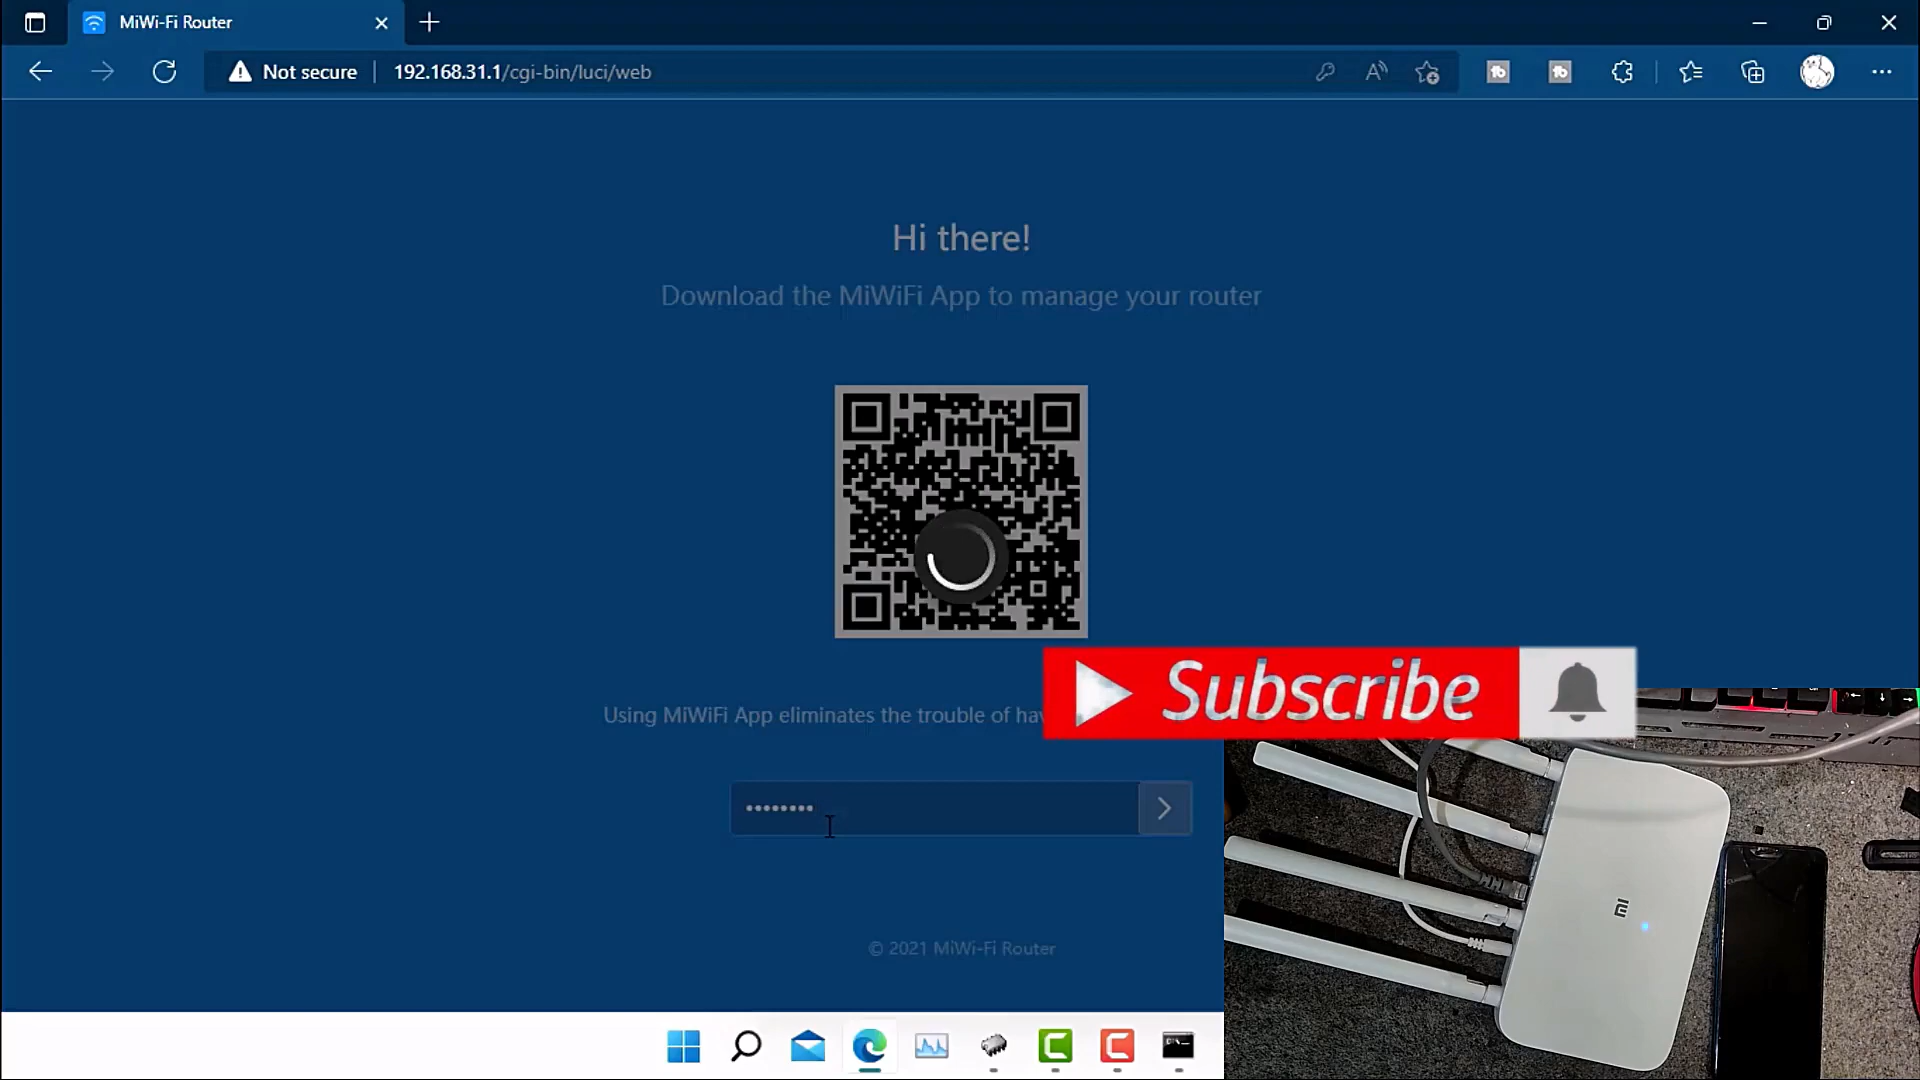 MiWi-Fi Router
Not secure
192.168.31.1/cgi-bin/luci/web
Hi there!
Download the MiWiFi App to manage your router
Using MiWiFi App eliminates the trouble of
Subscribe
© 2021 MiWi-Fi Router